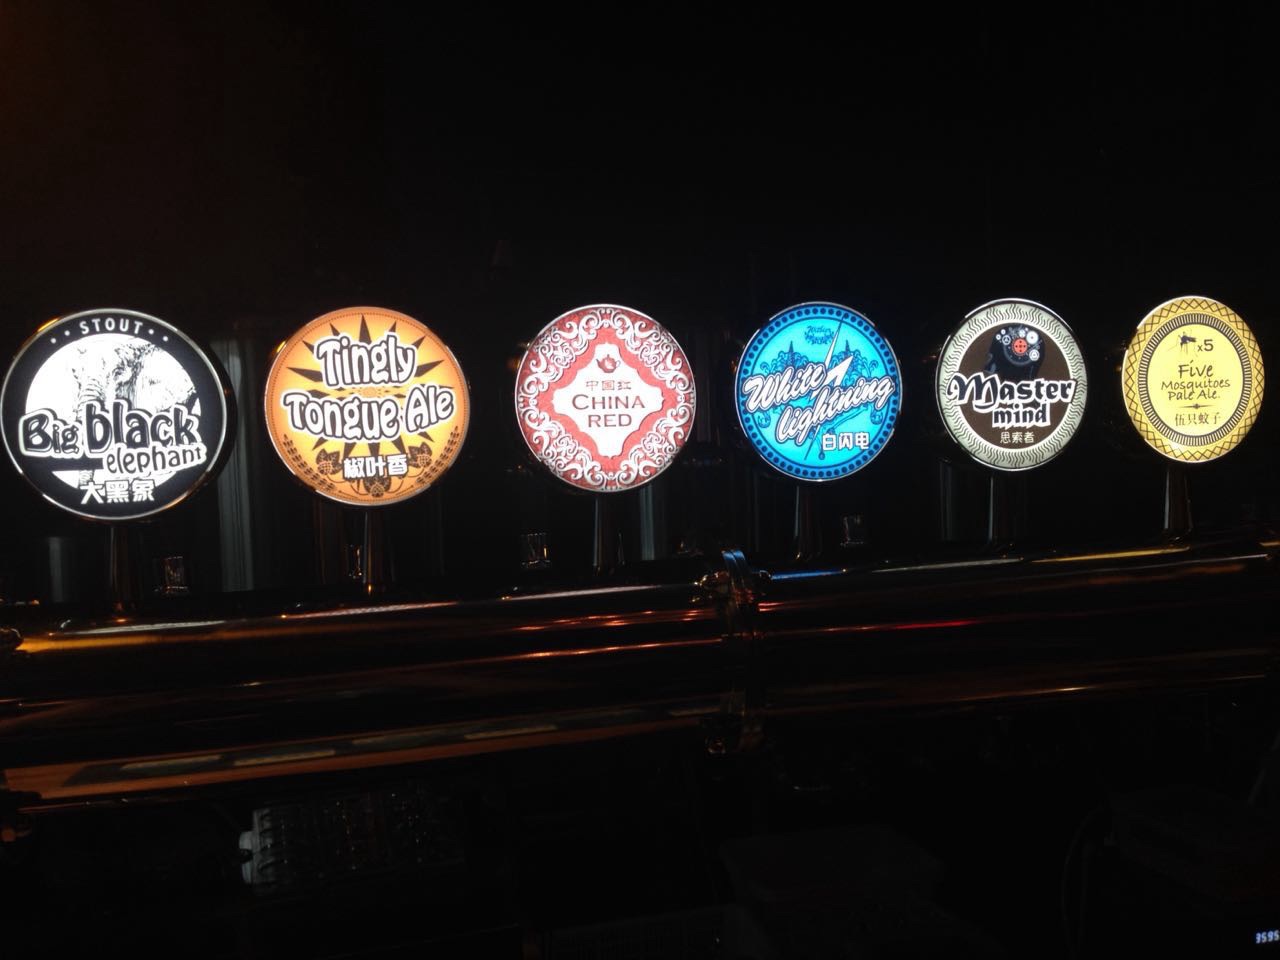 • STOUT •
Big black
elephant
大黑象
Tingly
Tongue Ale
椒叶香
中国红
CHINA
RED
White
lightning
白闪电
Master
mind
思索者
x5
Five
Mosquitoes
Pale Ale.
伍只蚊子